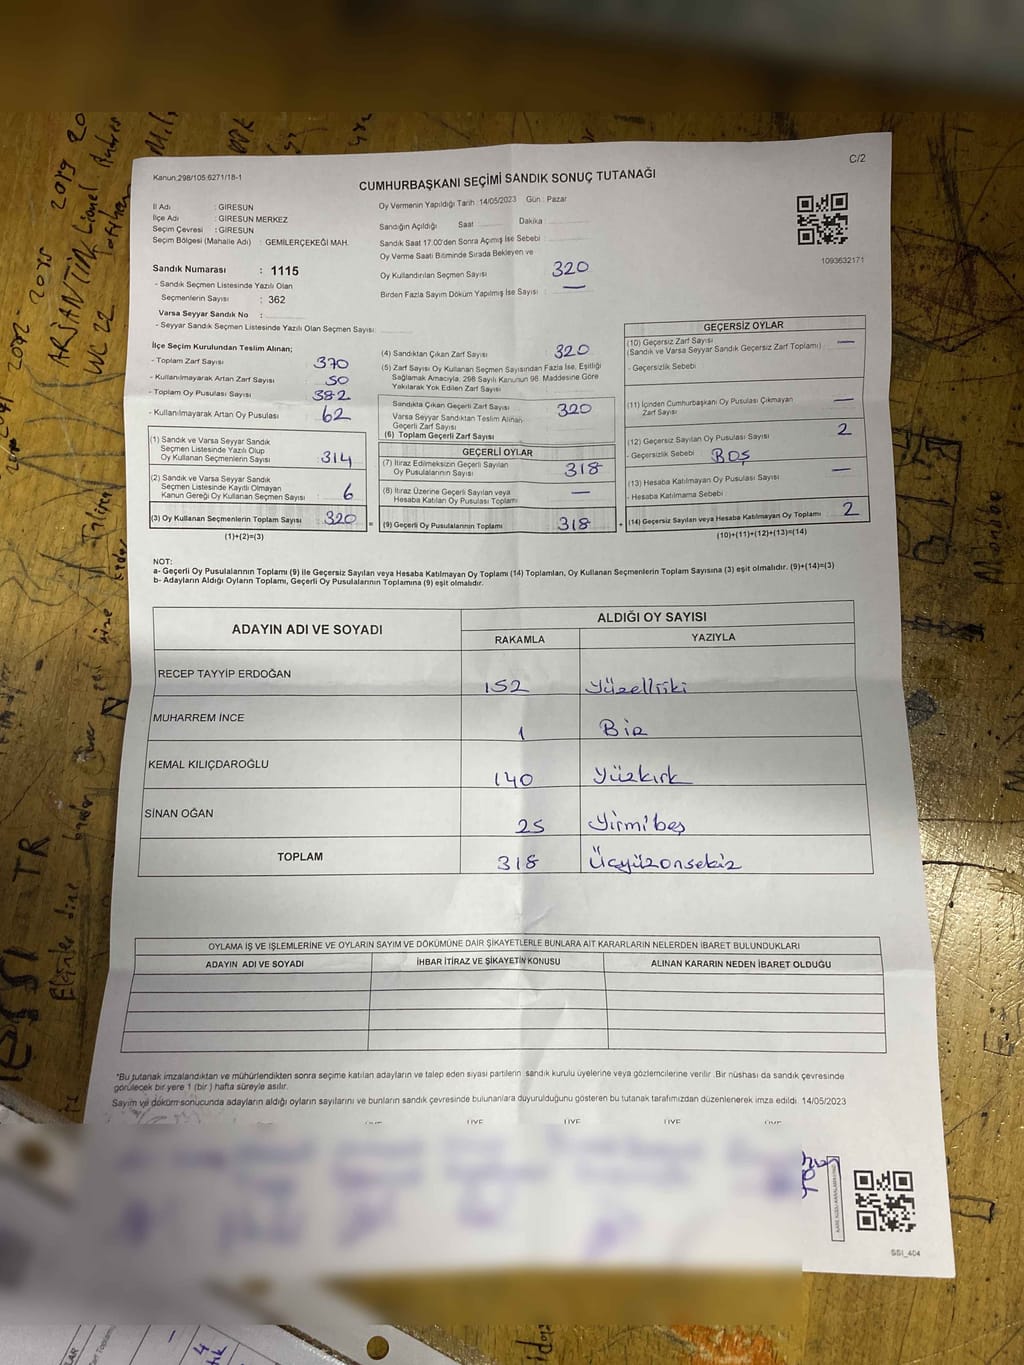 C/2
Kanun:298/105:6271/18-1
CUMHURBAŞKANI SEÇİMİ SANDIK SONUÇ TUTANAĞI
İl Adı : GİRESUN
İlçe Adı : GİRESUN MERKEZ
Seçim Çevresi : GİRESUN
Seçim Bölgesi (Mahalle Adı) : GEMİLERÇEKEĞİ MAH.
Sandık Numarası : 1115
- Sandık Seçmen Listesinde Yazılı Olan
Seçmenlerin Sayısı : 362
Varsa Seyyar Sandık No :
- Seyyar Sandık Seçmen Listesinde Yazılı Olan Seçmen Sayısı:
Oy Vermenin Yapıldığı Tarih :14/05/2023 Gün : Pazar
Sandığın Açıldığı Saat Dakika
Sandık Saat 17.00'den Sonra Açılmış İse Sebebi
Oy Verme Saati Bitiminde Sırada Bekleyen ve
Oy Kullandırılan Seçmen Sayısı 320
Birden Fazla Sayım Döküm Yapılmış İse Sayısı : —
1093632171
İlçe Seçim Kurulundan Teslim Alınan;
- Toplam Zarf Sayısı 370
- Kullanılmayarak Artan Zarf Sayısı 50
- Toplam Oy Pusulası Sayısı 382
- Kullanılmayarak Artan Oy Pusulası 62
(1) Sandık ve Varsa Seyyar Sandık
Seçmen Listesinde Yazılı Olup
Oy Kullanan Seçmenlerin Sayısı 314
(2) Sandık ve Varsa Seyyar Sandık
Seçmen Listesinde Kayıtlı Olmayan
Kanun Gereği Oy Kullanan Seçmen Sayısı 6
(3) Oy Kullanan Seçmenlerin Toplam Sayısı 320 =
(1)+(2)=(3)
(4) Sandıktan Çıkan Zarf Sayısı 320
(5) Zarf Sayısı Oy Kullanan Seçmen Sayısından Fazla İse, Eşitliği
Sağlamak Amacıyla, 298 Sayılı Kanunun 98. Maddesine Göre
Yakılarak Yok Edilen Zarf Sayısı
Sandıkta Çıkan Geçerli Zarf Sayısı 320
Varsa Seyyar Sandıktan Teslim Alınan
Geçerli Zarf Sayısı
(6) Toplam Geçerli Zarf Sayısı
GEÇERLİ OYLAR
(7) İtiraz Edilmeksizin Geçerli Sayılan
Oy Pusulalarının Sayısı 318
(8) İtiraz Üzerine Geçerli Sayılan veya
Hesaba Katılan Oy Pusulası Toplamı —
(9) Geçerli Oy Pusulalarının Toplamı 318 +
GEÇERSİZ OYLAR
(10) Geçersiz Zarf Sayısı —
(Sandık ve Varsa Seyyar Sandık Geçersiz Zarf Toplamı)
- Geçersizlik Sebebi
(11) İçinden Cumhurbaşkanı Oy Pusulası Çıkmayan
Zarf Sayısı —
(12) Geçersiz Sayılan Oy Pusulası Sayısı 2
- Geçersizlik Sebebi BOŞ
(13) Hesaba Katılmayan Oy Pusulası Sayısı —
- Hesaba Katılmama Sebebi
(14) Geçersiz Sayılan veya Hesaba Katılmayan Oy Toplamı 2
(10)+(11)+(12)+(13)=(14)
NOT:
a- Geçerli Oy Pusulalarının Toplamı (9) ile Geçersiz Sayılan veya Hesaba Katılmayan Oy Toplamı (14) Toplamları, Oy Kullanan Seçmenlerin Toplam Sayısına (3) eşit olmalıdır. (9)+(14)=(3)
b- Adayların Aldığı Oyların Toplamı, Geçerli Oy Pusulalarının Toplamına (9) eşit olmalıdır.
ADAYIN ADI VE SOYADI ALDIĞI OY SAYISI
RAKAMLA YAZIYLA
RECEP TAYYİP ERDOĞAN 152 Yüzelliiki
MUHARREM İNCE 1 Bir
KEMAL KILIÇDAROĞLU 140 Yüzkırk
SİNAN OĞAN 25 Yirmibeş
TOPLAM 318 Üçyüzonsekiz
OYLAMA İŞ VE İŞLEMLERİNE VE OYLARIN SAYIM VE DÖKÜMÜNE DAİR ŞİKAYETLERLE BUNLARA AİT KARARLARIN NELERDEN İBARET BULUNDUKLARI
ADAYIN ADI VE SOYADI İHBAR İTİRAZ VE ŞİKAYETİN KONUSU ALINAN KARARIN NEDEN İBARET OLDUĞU
*Bu tutanak imzalandıktan ve mühürlendikten sonra seçime katılan adayların ve talep eden siyasi partilerin sandık kurulu üyelerine veya gözlemcilerine verilir. Bir nüshası da sandık çevresinde
görülecek bir yere 1 (bir) hafta süreyle asılır.
Sayım ve döküm sonucunda adayların aldığı oyların sayılarını ve bunların sandık çevresinde bulunanlara duyurulduğunu gösteren bu tutanak tarafımızdan düzenlenerek imza edildi. 14/05/2023
ÜYE ÜYE ÜYE ÜYE ÜYE
SSI_404
ARJANTİN Lionel
WC 22
2019
TR